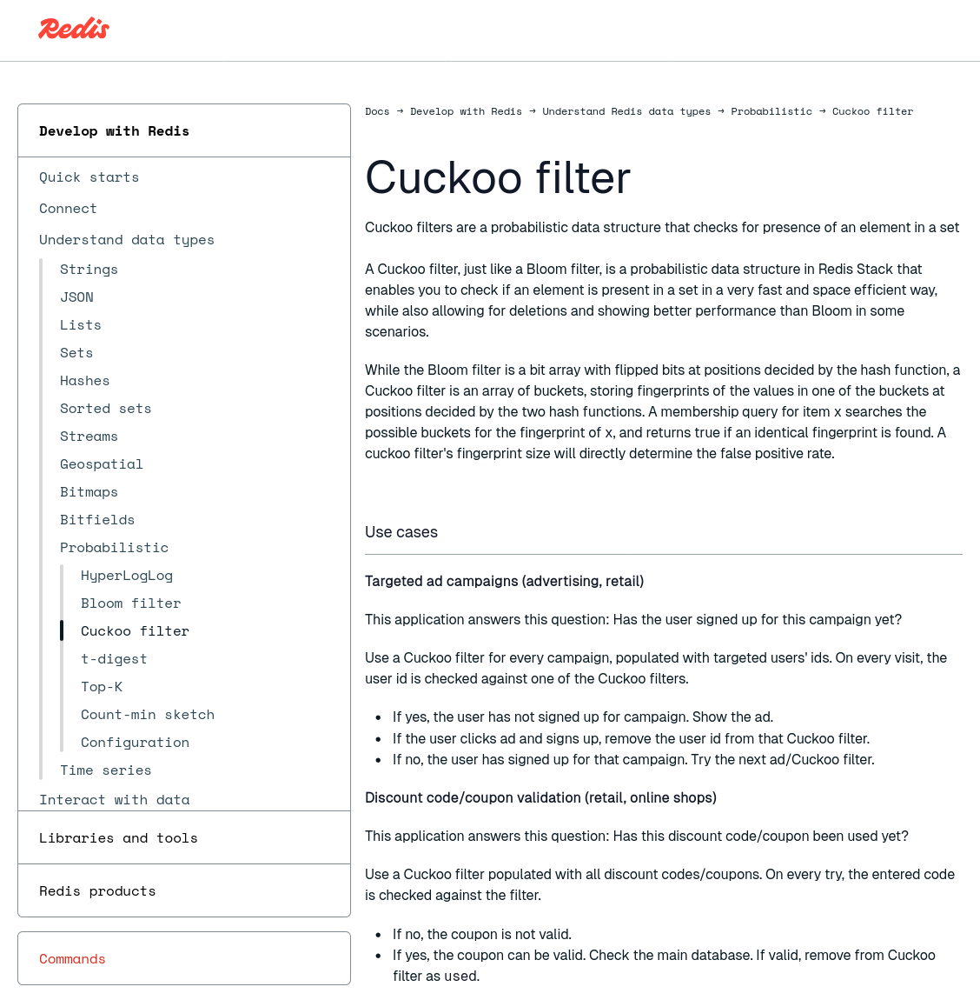 Redis
Develop with Redis
Quick starts
Connect
Understand data types
Strings
JSON
Lists
Sets
Hashes
Sorted sets
Streams
Geospatial
Bitmaps
Bitfields
Probabilistic
HyperLogLog
Bloom filter
Cuckoo filter
t-digest
Top-K
Count-min sketch
Configuration
Time series
Interact with data
Libraries and tools
Redis products
Commands
Docs → Develop with Redis → Understand Redis data types → Probabilistic → Cuckoo filter
Cuckoo filter
Cuckoo filters are a probabilistic data structure that checks for presence of an element in a set
A Cuckoo filter, just like a Bloom filter, is a probabilistic data structure in Redis Stack that
enables you to check if an element is present in a set in a very fast and space efficient way,
while also allowing for deletions and showing better performance than Bloom in some
scenarios.
While the Bloom filter is a bit array with flipped bits at positions decided by the hash function, a
Cuckoo filter is an array of buckets, storing fingerprints of the values in one of the buckets at
positions decided by the two hash functions. A membership query for item x searches the
possible buckets for the fingerprint of x, and returns true if an identical fingerprint is found. A
cuckoo filter's fingerprint size will directly determine the false positive rate.
Use cases
Targeted ad campaigns (advertising, retail)
This application answers this question: Has the user signed up for this campaign yet?
Use a Cuckoo filter for every campaign, populated with targeted users' ids. On every visit, the
user id is checked against one of the Cuckoo filters.
• If yes, the user has not signed up for campaign. Show the ad.
• If the user clicks ad and signs up, remove the user id from that Cuckoo filter.
• If no, the user has signed up for that campaign. Try the next ad/Cuckoo filter.
Discount code/coupon validation (retail, online shops)
This application answers this question: Has this discount code/coupon been used yet?
Use a Cuckoo filter populated with all discount codes/coupons. On every try, the entered code
is checked against the filter.
• If no, the coupon is not valid.
• If yes, the coupon can be valid. Check the main database. If valid, remove from Cuckoo
filter as used.